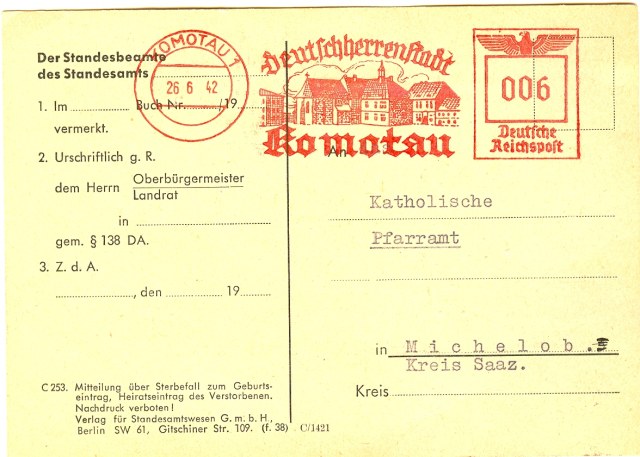 Der Standesbeamte
des Standesamts
1. Im Buch Nr. /19
vermerkt.
2. Urschriftlich g. R.
dem Herrn Oberbürgermeister
Landrat
in
gem. § 138 DA.
3. Z. d. A.
, den 19
C 253. Mitteilung über Sterbefall zum Geburts-
eintrag, Heiratseintrag des Verstorbenen.
Nachdruck verboten!
Verlag für Standesamtswesen G. m. b. H.,
Berlin SW 61, Gitschiner Str. 109. (f. 38) C/1421
KOMOTAU 1
26 6 42
Deutschherrenstadt
Komotau
006
Deutsche
Reichspost
An
Katholische
Pfarramt
in Michelob.
Kreis Saaz.
Kreis